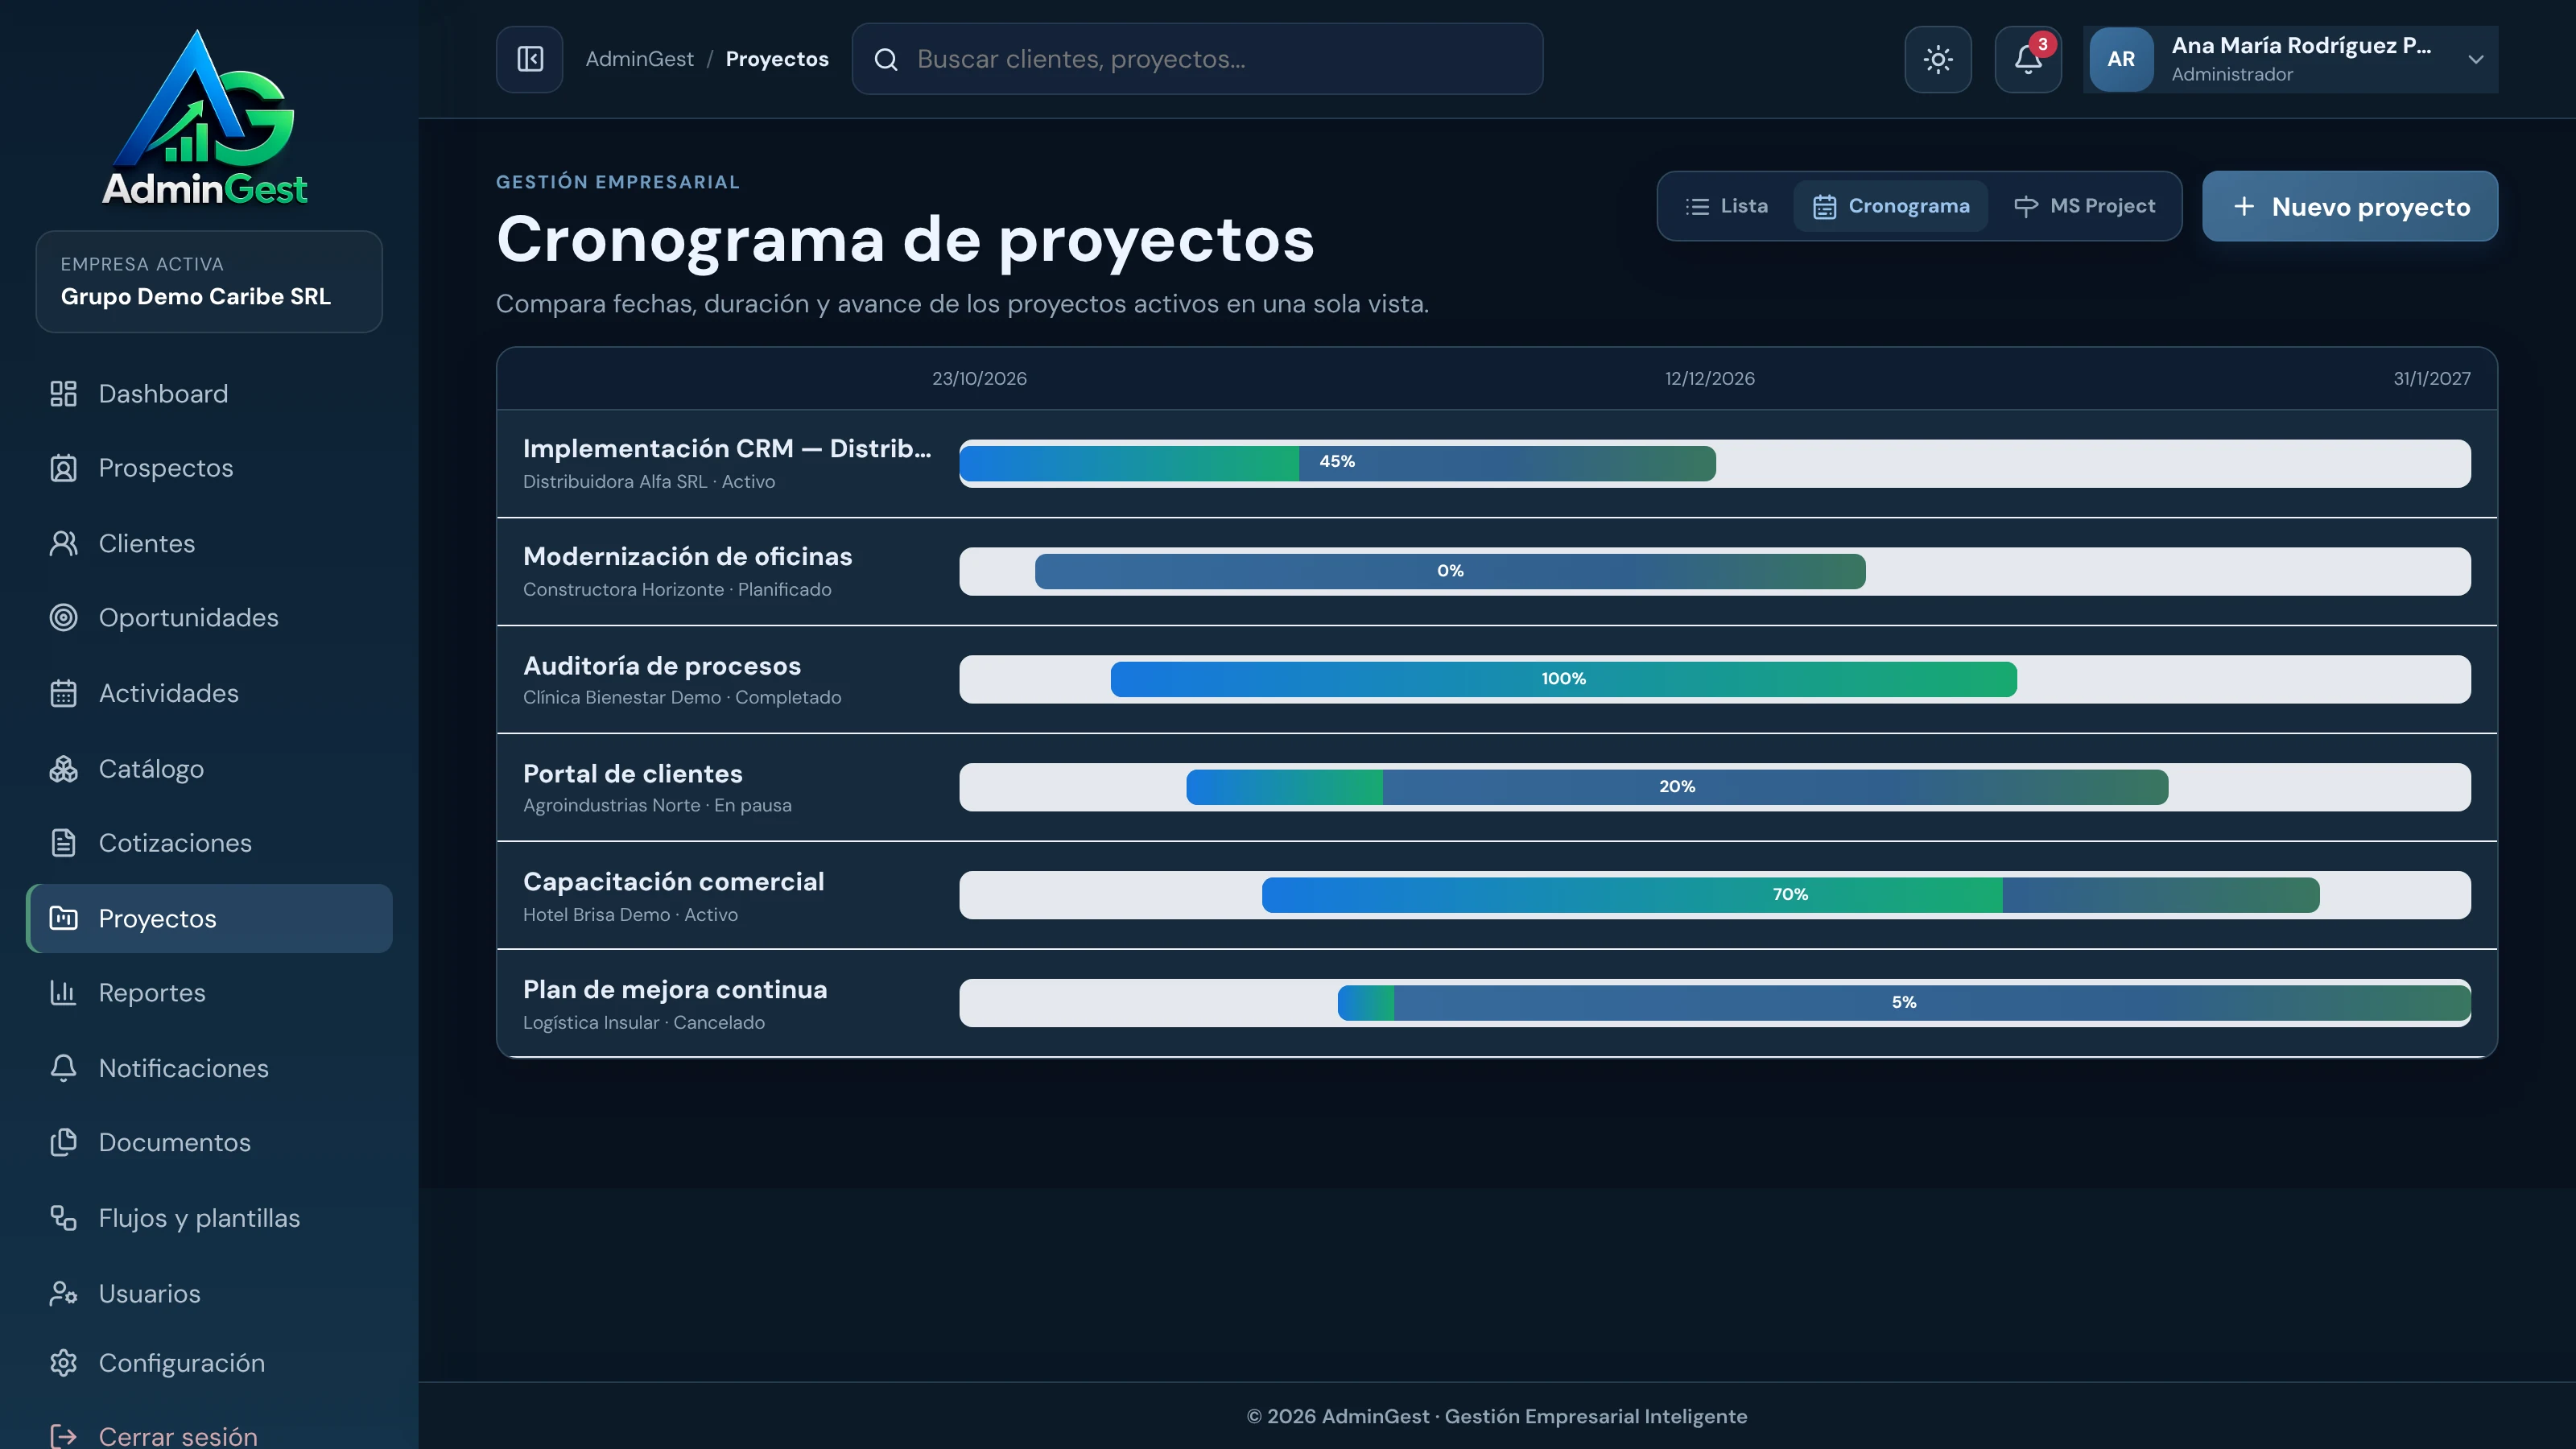 AdminGest
EMPRESA ACTIVA
Grupo Demo Caribe SRL
Dashboard
Prospectos
Clientes
Oportunidades
Actividades
Catálogo
Cotizaciones
Proyectos
Reportes
Notificaciones
Documentos
Flujos y plantillas
Usuarios
Configuración
Cerrar sesión
AdminGest / Proyectos
Buscar clientes, proyectos...
3
AR
Ana María Rodríguez P...
Administrador
GESTIÓN EMPRESARIAL
Cronograma de proyectos
Compara fechas, duración y avance de los proyectos activos en una sola vista.
Lista
Cronograma
MS Project
Nuevo proyecto
23/10/2026 12/12/2026 31/1/2027
Implementación CRM — Distrib...
Distribuidora Alfa SRL · Activo
45%
Modernización de oficinas
Constructora Horizonte · Planificado
0%
Auditoría de procesos
Clínica Bienestar Demo · Completado
100%
Portal de clientes
Agroindustrias Norte · En pausa
20%
Capacitación comercial
Hotel Brisa Demo · Activo
70%
Plan de mejora continua
Logística Insular · Cancelado
5%
© 2026 AdminGest · Gestión Empresarial Inteligente